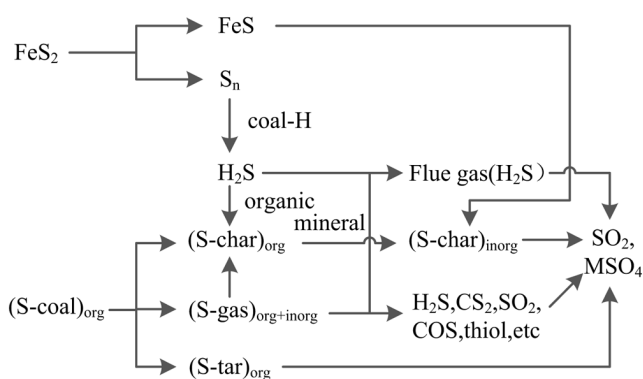 FeS
FeS₂
Sₙ
coal-H
H₂S
Flue gas(H₂S）
organic
mineral
(S-char)org
(S-char)inorg
SO₂,
MSO₄
(S-coal)org
(S-gas)org+inorg
H₂S,CS₂,SO₂,
COS,thiol,etc
(S-tar)org